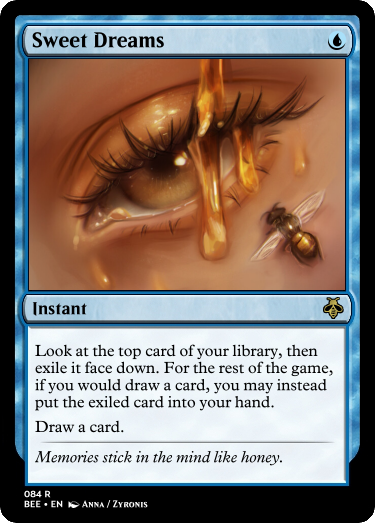 Sweet Dreams
Instant
Look at the top card of your library, then
exile it face down. For the rest of the game,
if you would draw a card, you may instead
put the exiled card into your hand.
Draw a card.
Memories stick in the mind like honey.
084 R
BEE • EN Anna / Zyronis